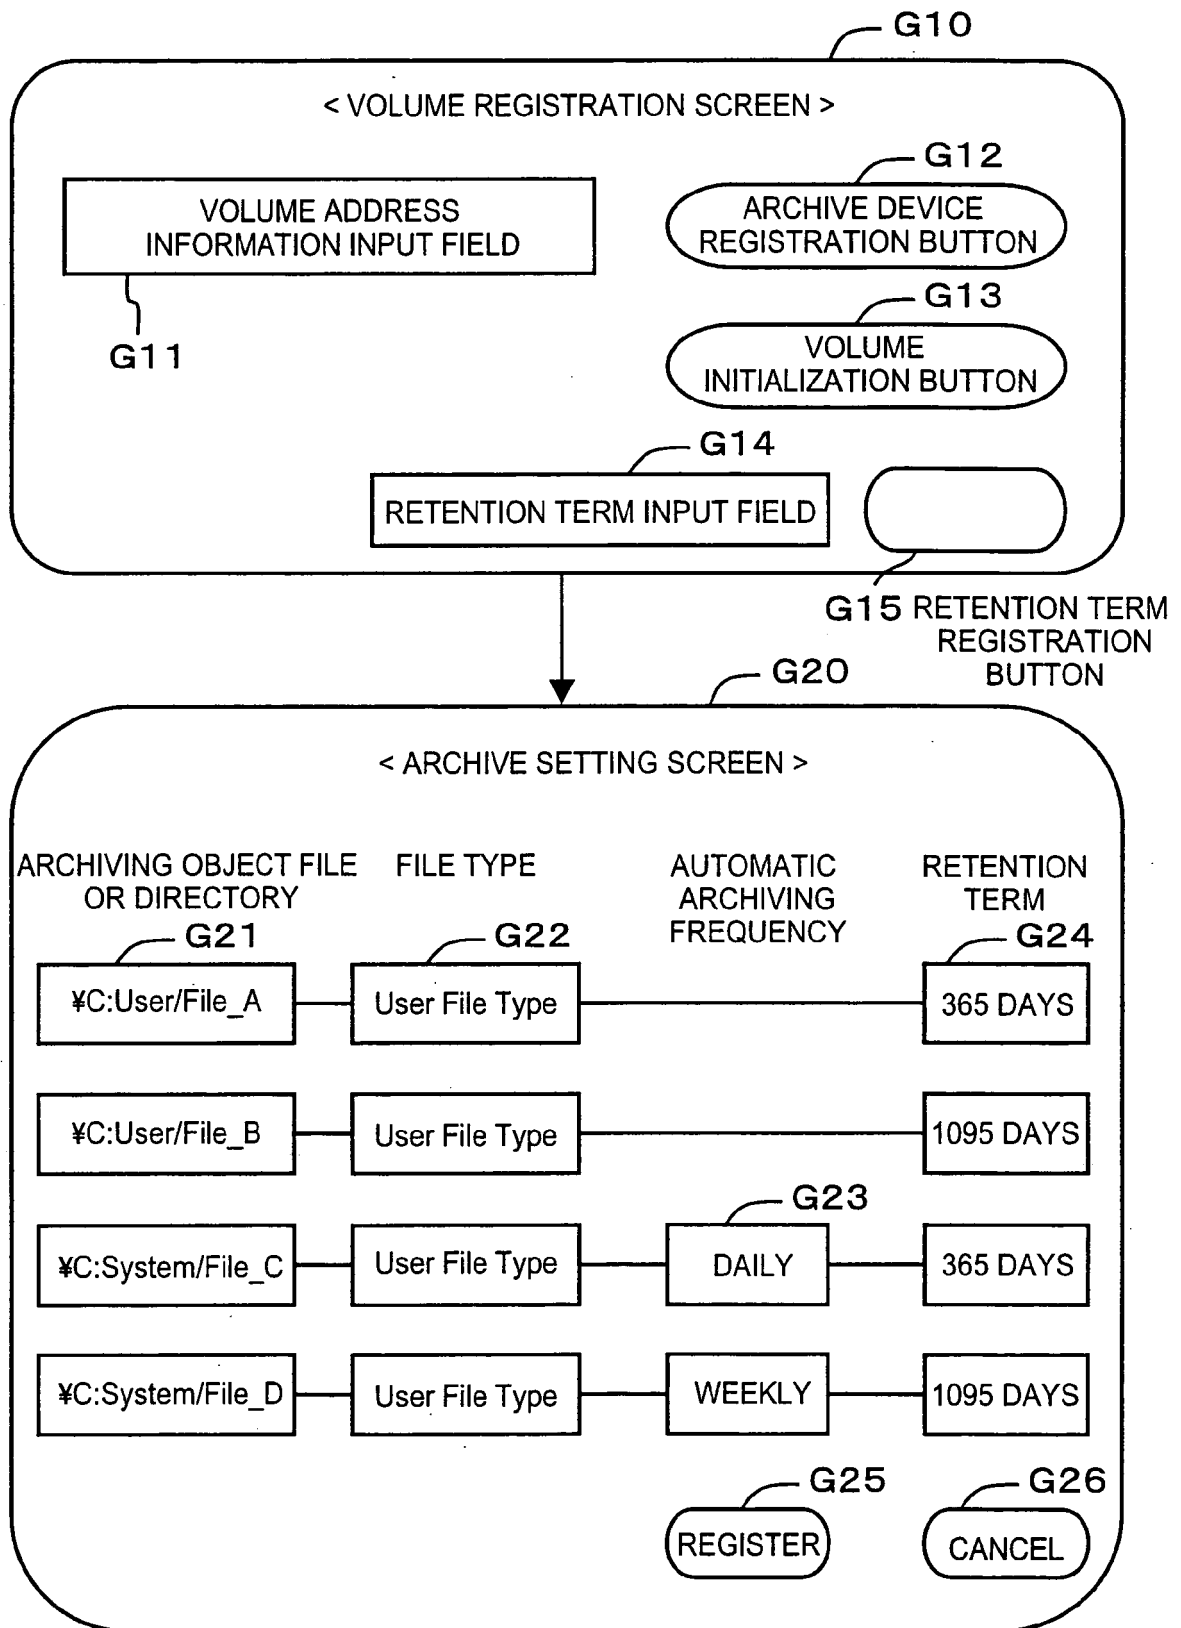 G10
< VOLUME REGISTRATION SCREEN >
G12
VOLUME ADDRESS
INFORMATION INPUT FIELD
ARCHIVE DEVICE
REGISTRATION BUTTON
G13
G11
VOLUME
INITIALIZATION BUTTON
G14
RETENTION TERM INPUT FIELD
G15 RETENTION TERM
REGISTRATION
BUTTON
G20
< ARCHIVE SETTING SCREEN >
ARCHIVING OBJECT FILE
OR DIRECTORY
FILE TYPE
AUTOMATIC
ARCHIVING
FREQUENCY
RETENTION
TERM
G21
G22
G24
¥C:User/File_A
User File Type
365 DAYS
¥C:User/File_B
User File Type
1095 DAYS
G23
¥C:System/File_C
User File Type
DAILY
365 DAYS
¥C:System/File_D
User File Type
WEEKLY
1095 DAYS
G25
G26
REGISTER
CANCEL